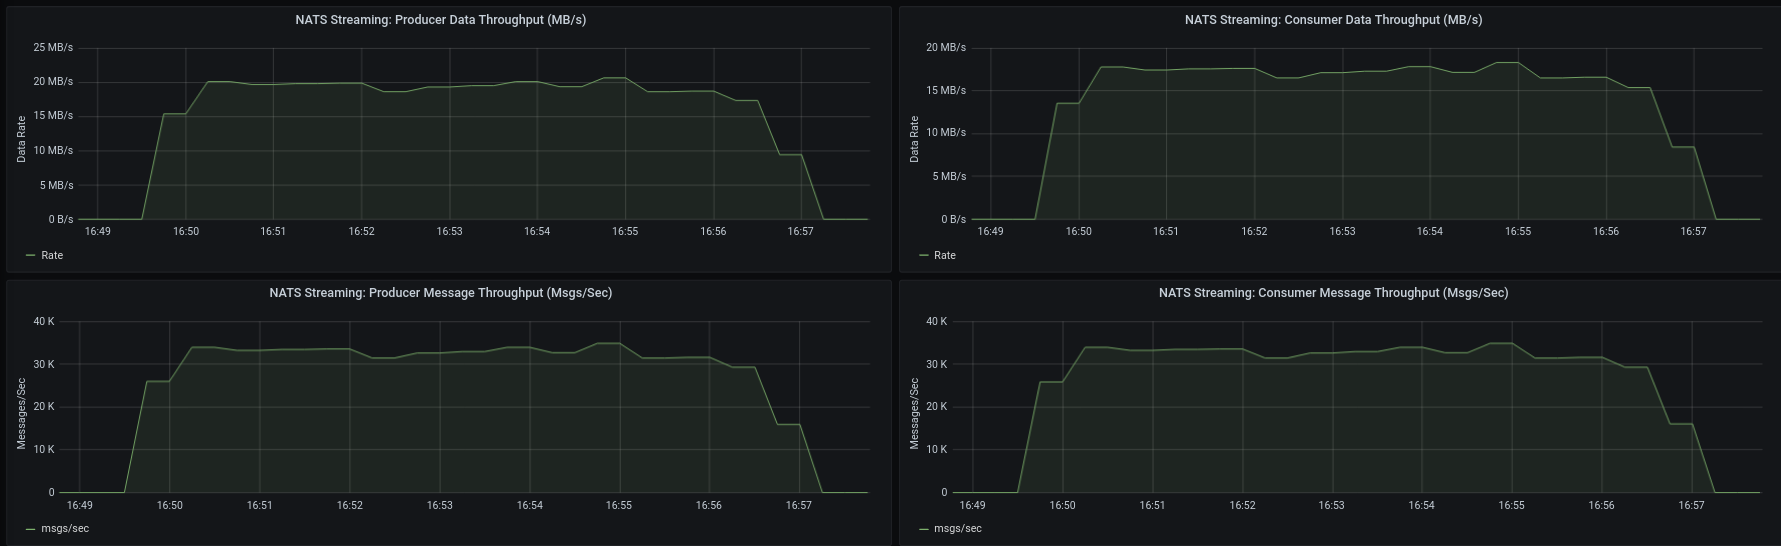 NATS Streaming: Producer Data Throughput (MB/s)
Data Rate
25 MB/s
20 MB/s
15 MB/s
10 MB/s
5 MB/s
0 B/s
16:49 16:50 16:51 16:52 16:53 16:54 16:55 16:56 16:57
Rate
NATS Streaming: Consumer Data Throughput (MB/s)
Data Rate
20 MB/s
15 MB/s
10 MB/s
5 MB/s
0 B/s
16:49 16:50 16:51 16:52 16:53 16:54 16:55 16:56 16:57
Rate
NATS Streaming: Producer Message Throughput (Msgs/Sec)
Messages/Sec
40 K
30 K
20 K
10 K
0
16:49 16:50 16:51 16:52 16:53 16:54 16:55 16:56 16:57
msgs/sec
NATS Streaming: Consumer Message Throughput (Msgs/Sec)
Messages/Sec
40 K
30 K
20 K
10 K
0
16:49 16:50 16:51 16:52 16:53 16:54 16:55 16:56 16:57
msgs/sec